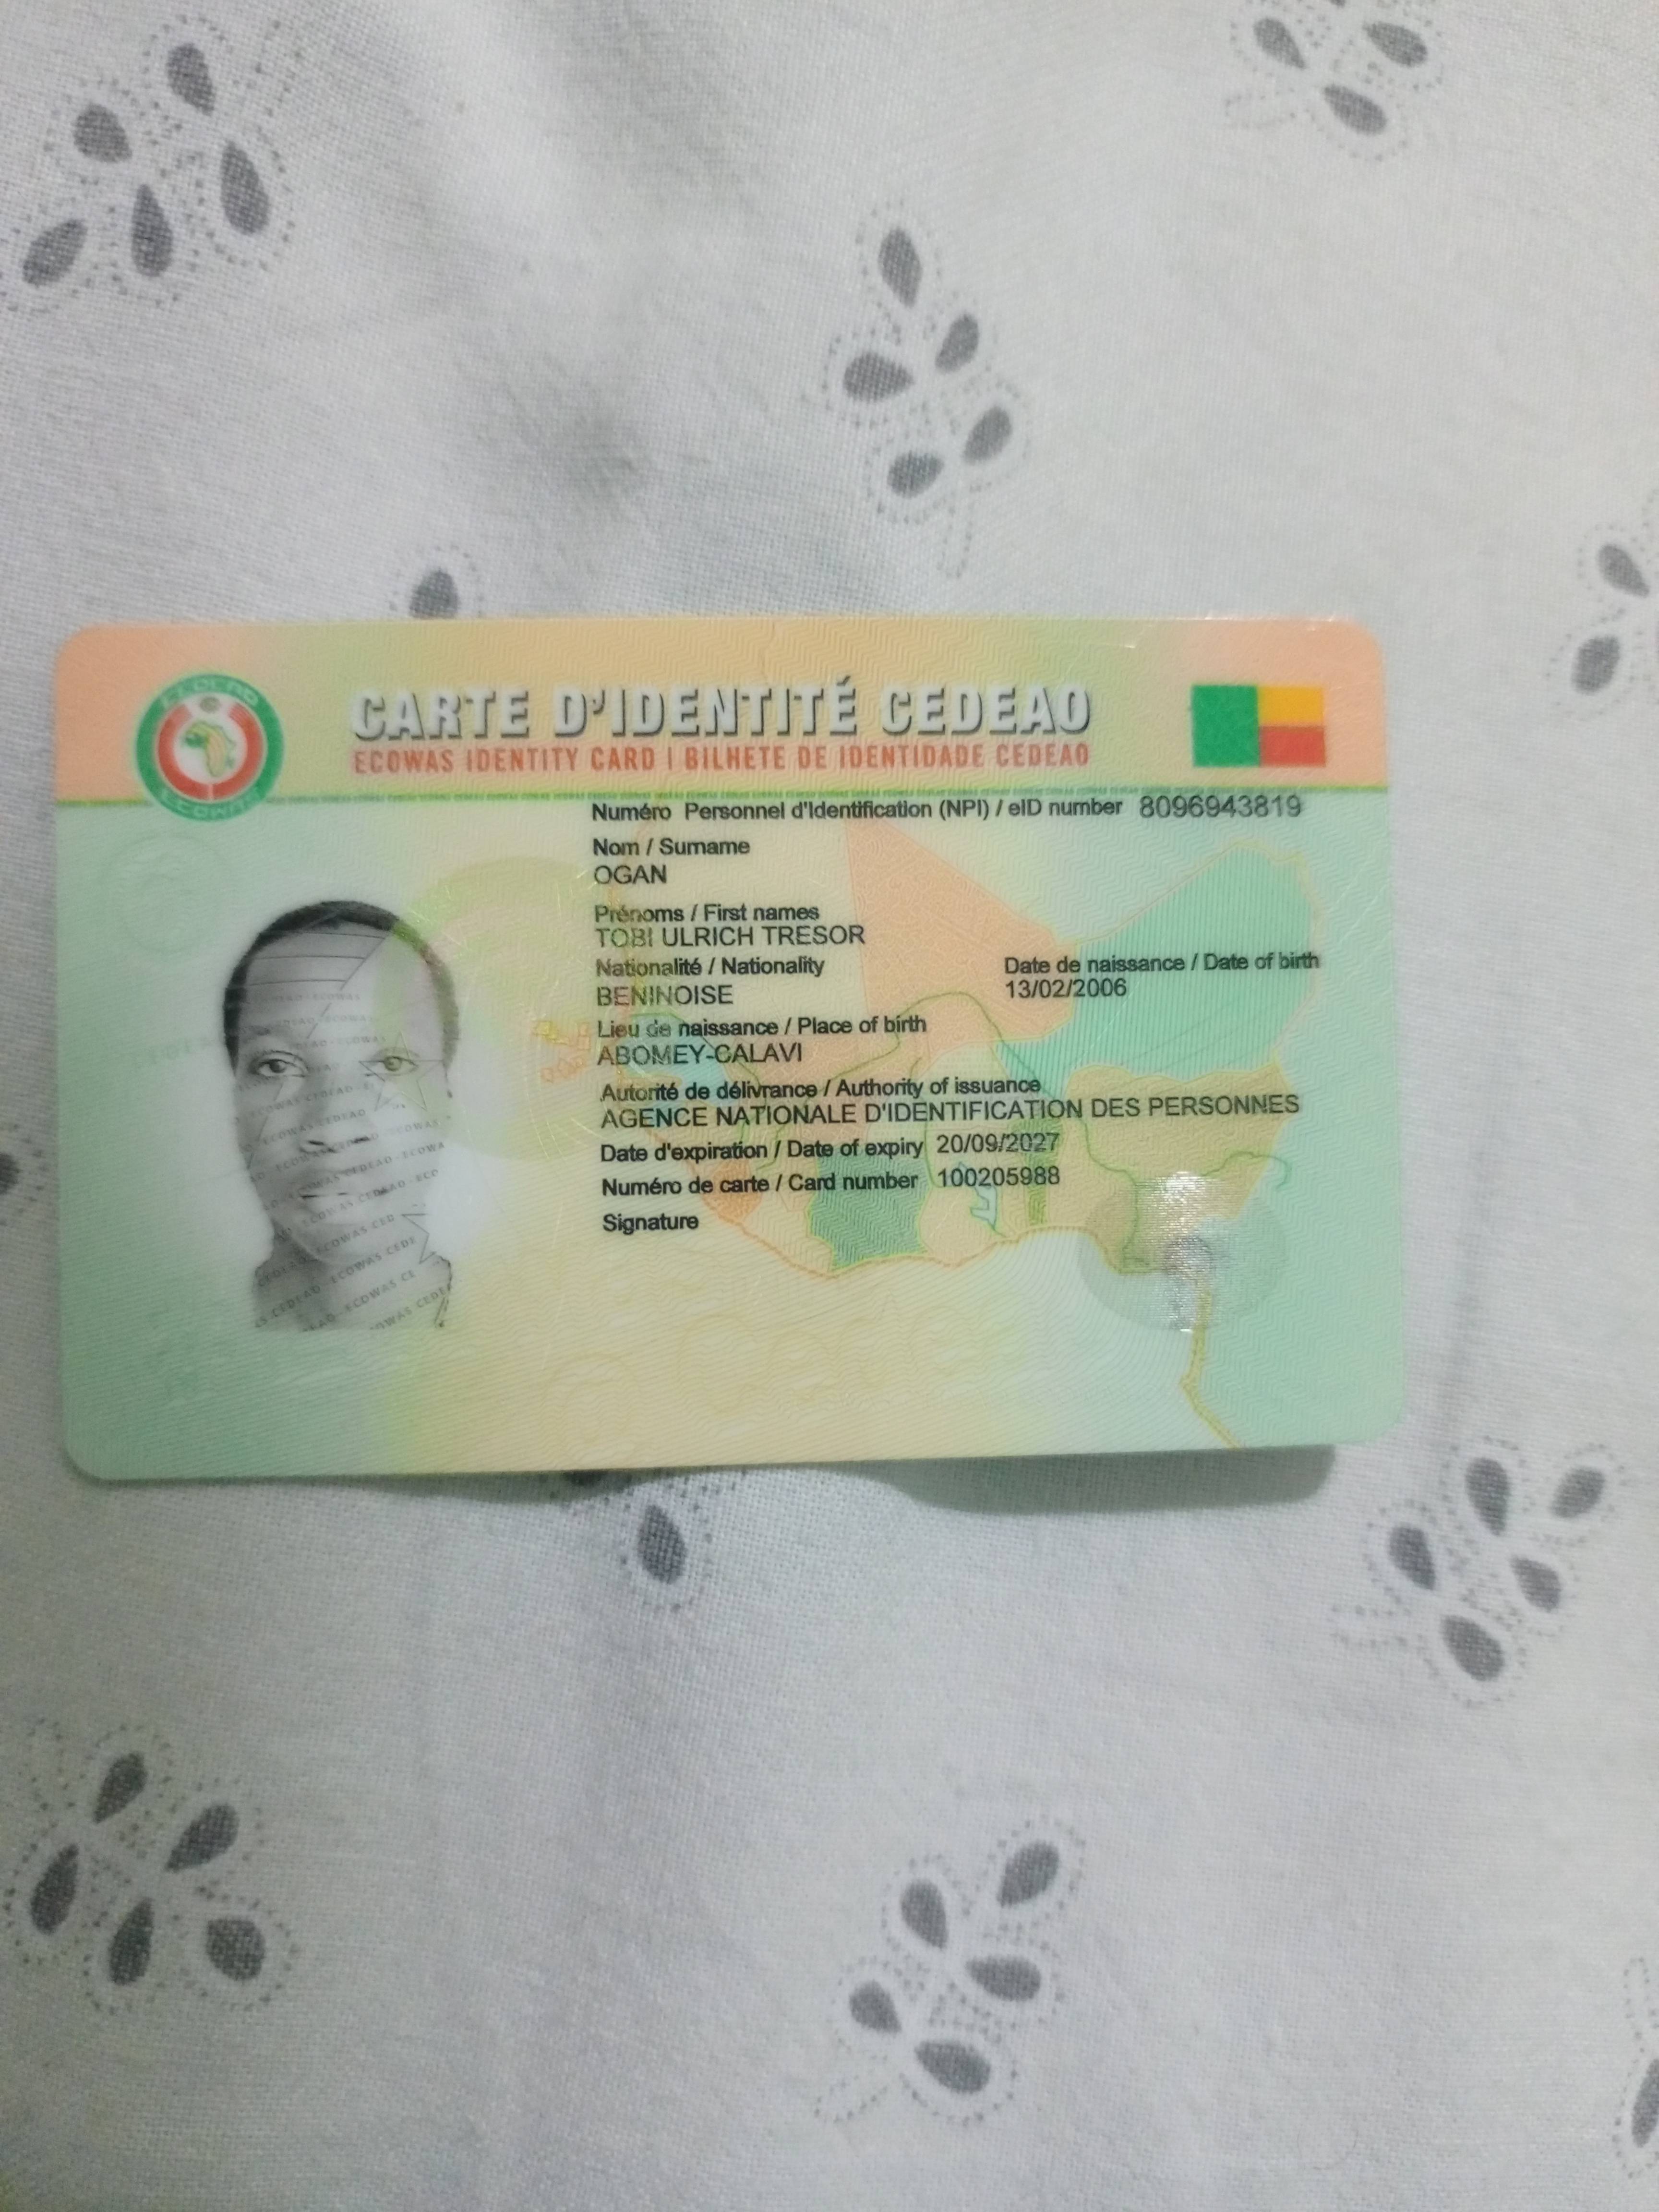 CEDEAO
ECOWAS
CARTE D'IDENTITÉ CEDEAO
ECOWAS IDENTITY CARD | BILHETE DE IDENTIDADE CEDEAO
Numéro Personnel d'Identification (NPI) / eID number 8096943819
Nom / Surname
OGAN
Prénoms / First names
TOBI ULRICH TRESOR
Nationalité / Nationality
BENINOISE
Date de naissance / Date of birth
13/02/2006
Lieu de naissance / Place of birth
ABOMEY-CALAVI
Autorité de délivrance / Authority of issuance
AGENCE NATIONALE D'IDENTIFICATION DES PERSONNES
Date d'expiration / Date of expiry 20/09/2027
Numéro de carte / Card number 100205988
Signature